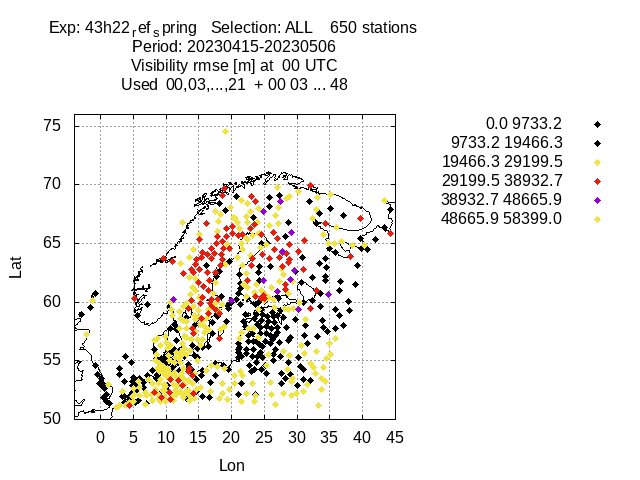 Exp: 43h22ref spring   Selection: ALL    650 stations
Period: 20230415-20230506
Visibility rmse [m] at  00 UTC
Used  00,03,...,21  + 00 03 ... 48
0.0 9733.2
9733.2 19466.3
19466.3 29199.5
29199.5 38932.7
38932.7 48665.9
48665.9 58399.0
75
70
65
60
55
50
Lat
0 5 10 15 20 25 30 35 40 45
Lon